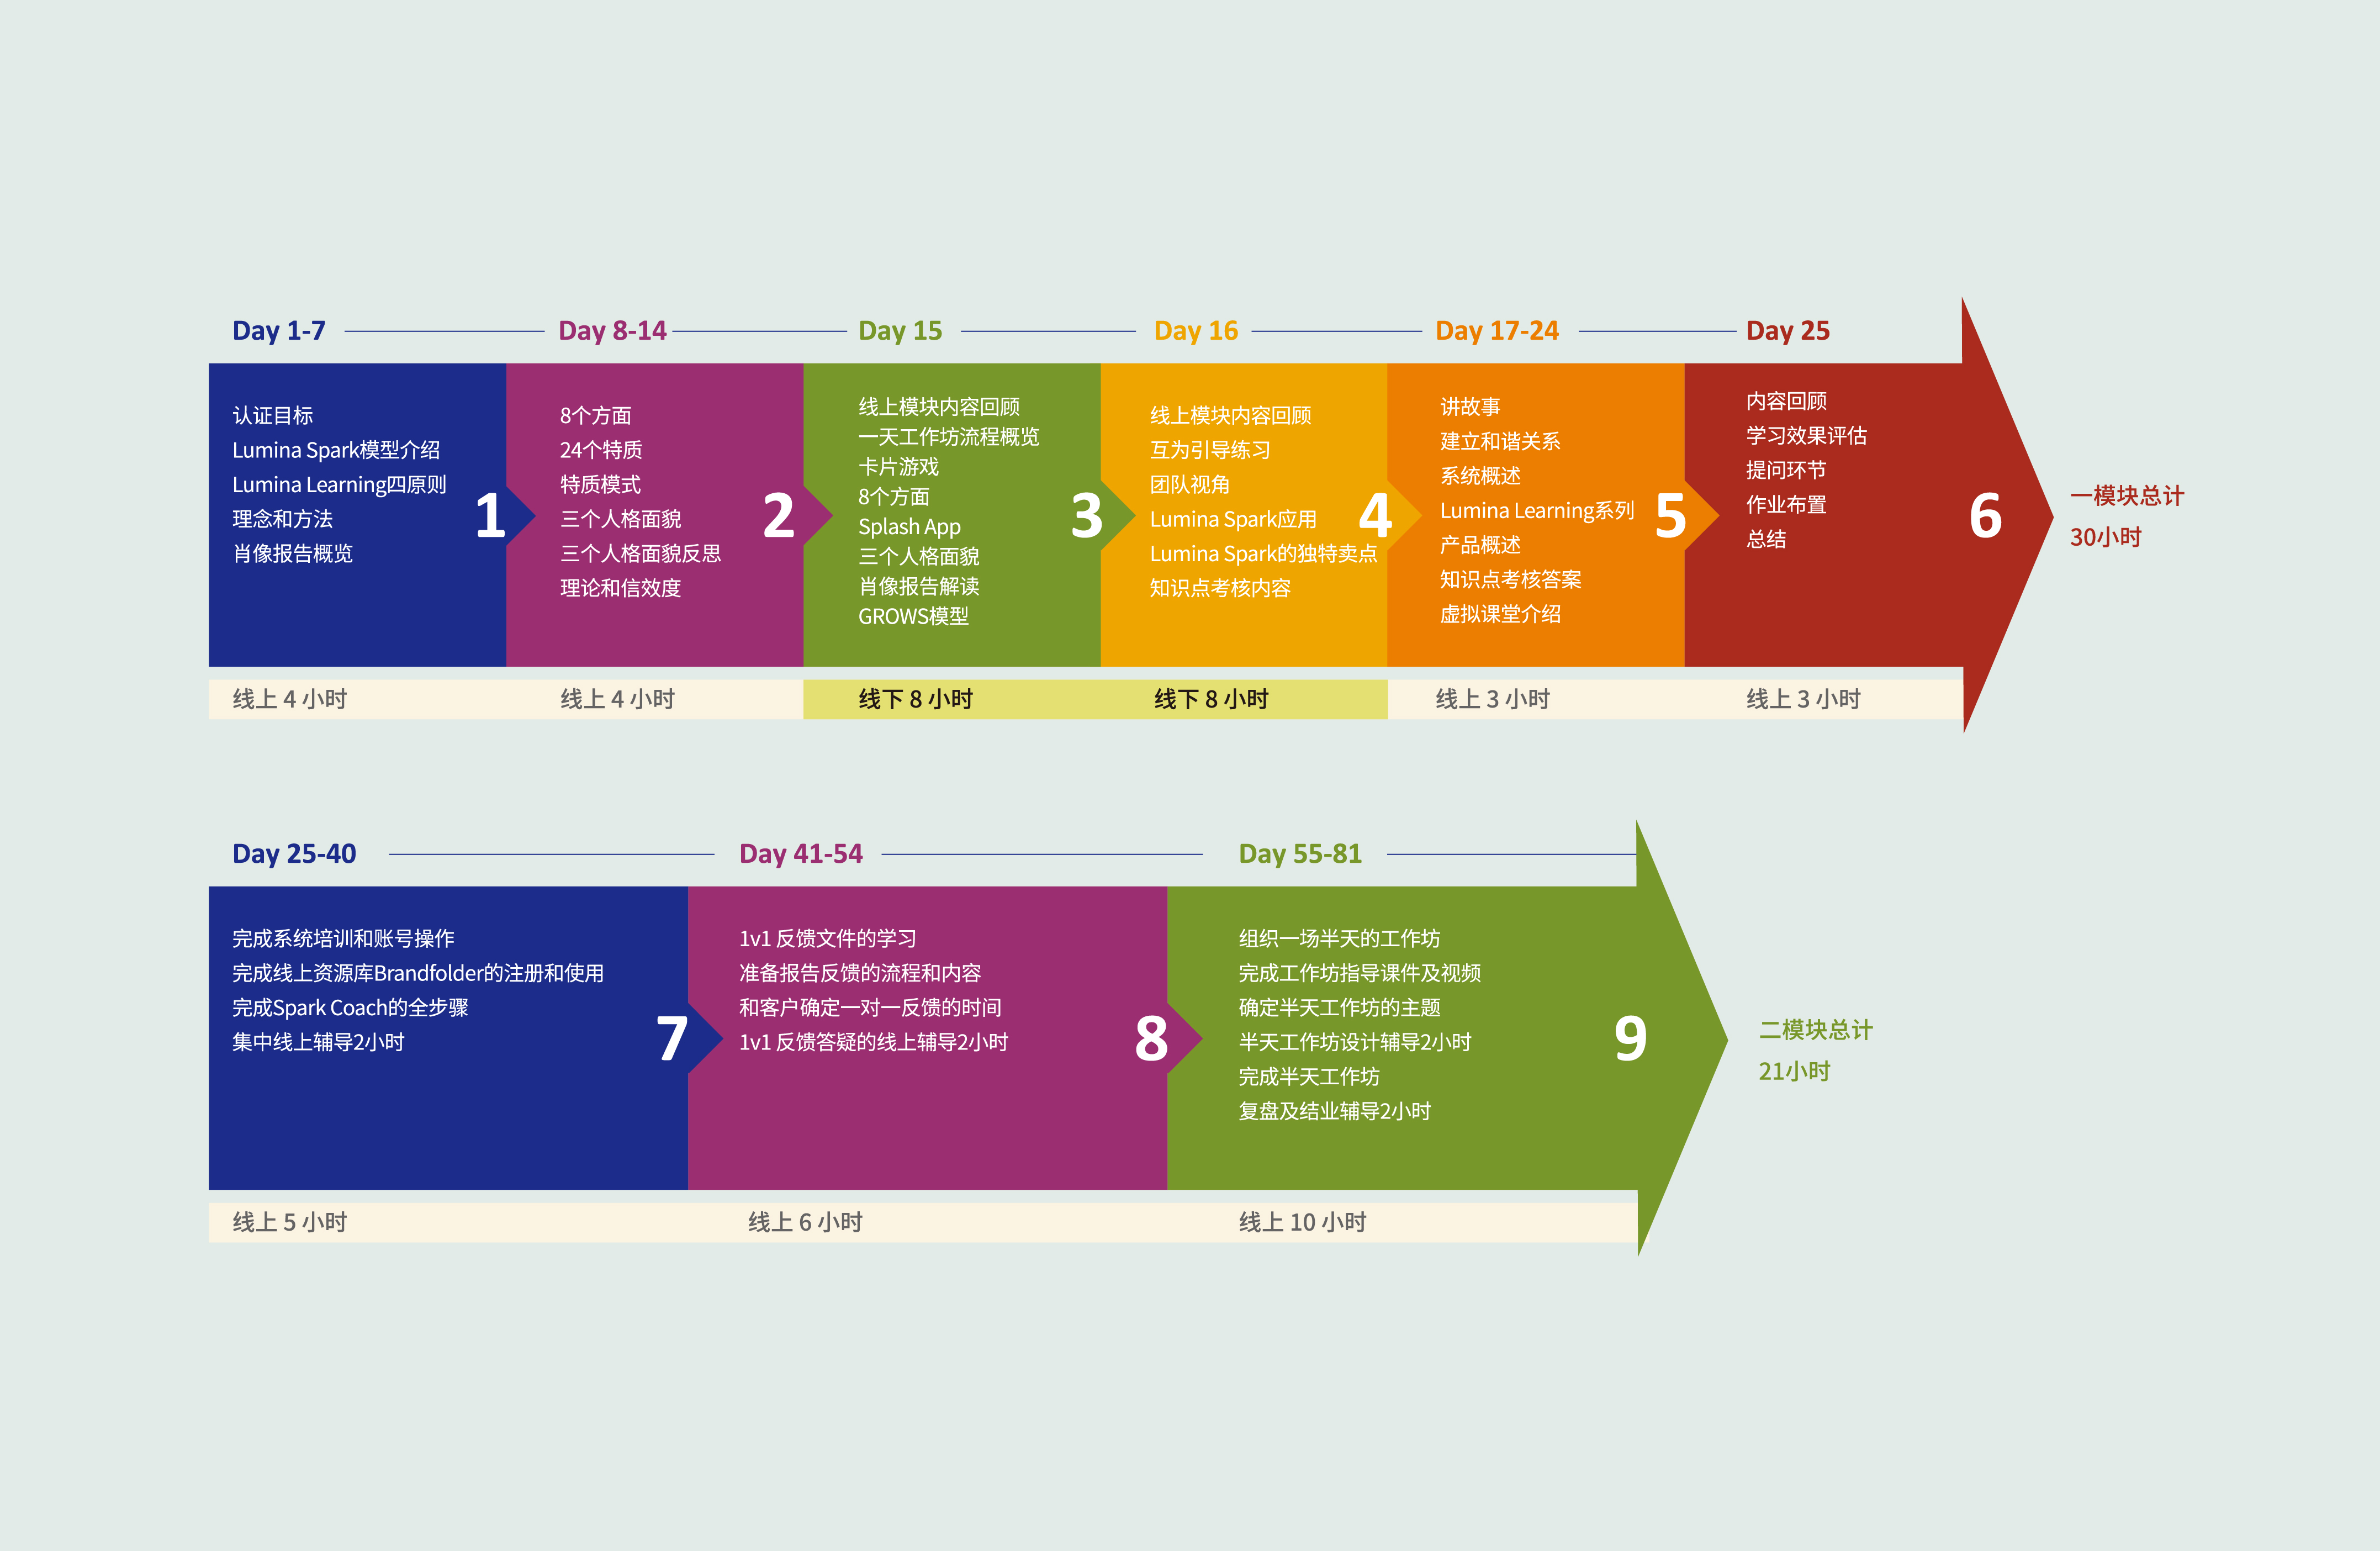 Day 1-7
认证目标
Lumina Spark模型介绍
Lumina Learning四原则
理念和方法
肖像报告概览
1
线上 4 小时
Day 8-14
8个方面
24个特质
特质模式
三个人格面貌
三个人格面貌反思
理论和信效度
2
线上 4 小时
Day 15
线上模块内容回顾
一天工作坊流程概览
卡片游戏
8个方面
Splash App
三个人格面貌
肖像报告解读
GROWS模型
3
线下 8 小时
Day 16
线上模块内容回顾
互为引导练习
团队视角
Lumina Spark应用
Lumina Spark的独特卖点
知识点考核内容
4
线下 8 小时
Day 17-24
讲故事
建立和谐关系
系统概述
Lumina Learning系列
产品概述
知识点考核答案
虚拟课堂介绍
5
线上 3 小时
Day 25
内容回顾
学习效果评估
提问环节
作业布置
总结
6
线上 3 小时
一模块总计
30小时
Day 25-40
完成系统培训和账号操作
完成线上资源库Brandfolder的注册和使用
完成Spark Coach的全步骤
集中线上辅导2小时
7
线上 5 小时
Day 41-54
1v1 反馈文件的学习
准备报告反馈的流程和内容
和客户确定一对一反馈的时间
1v1 反馈答疑的线上辅导2小时
8
线上 6 小时
Day 55-81
组织一场半天的工作坊
完成工作坊指导课件及视频
确定半天工作坊的主题
半天工作坊设计辅导2小时
完成半天工作坊
复盘及结业辅导2小时
9
线上 10 小时
二模块总计
21小时